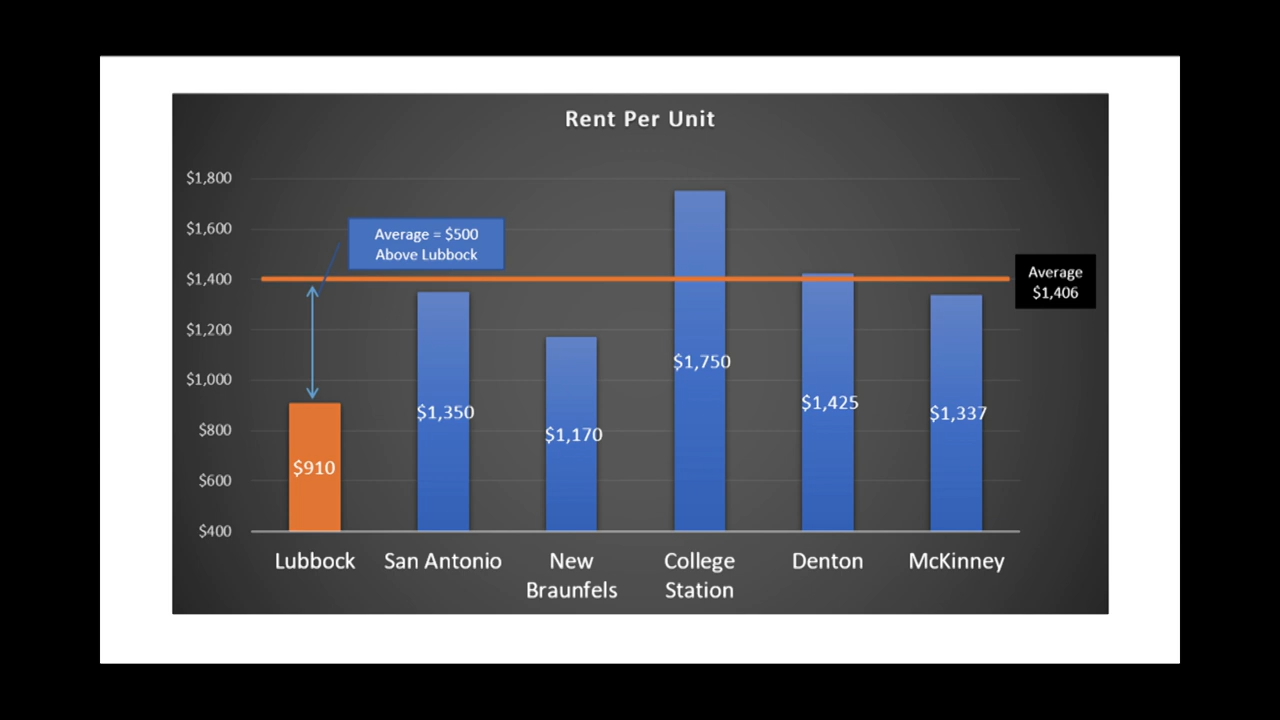 Rent Per Unit
$1,800
$1,600
$1,400
$1,200
$1,000
$800
$600
$400
Average = $500
Above Lubbock
Average
$1,406
$910
$1,350
$1,170
$1,750
$1,425
$1,337
Lubbock
San Antonio
New
Braunfels
College
Station
Denton
McKinney